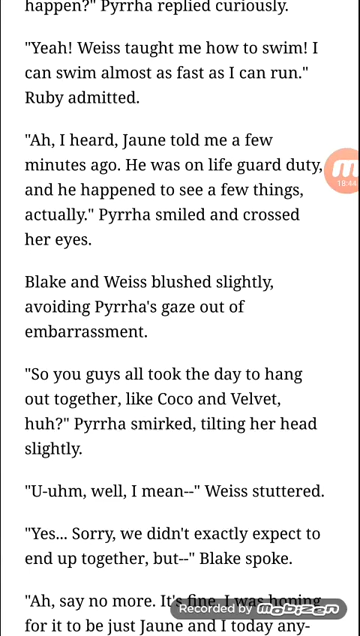 happen?" Pyrrha replied curiously.
"Yeah! Weiss taught me how to swim! I
can swim almost as fast as I can run."
Ruby admitted.
"Ah, I heard, Jaune told me a few
minutes ago. He was on life guard duty,
and he happened to see a few things,
actually." Pyrrha smiled and crossed
her eyes.
18:44
Blake and Weiss blushed slightly,
avoiding Pyrrha's gaze out of
embarrassment.
"So you guys all took the day to hang
out together, like Coco and Velvet,
huh?" Pyrrha smirked, tilting her head
slightly.
"U-uhm, well, I mean--" Weiss stuttered.
"Yes... Sorry, we didn't exactly expect to
end up together, but--" Blake spoke.
"Ah, say no more. It's fine. I was hoping
Recorded by mobizen
for it to be just Jaune and I today any-